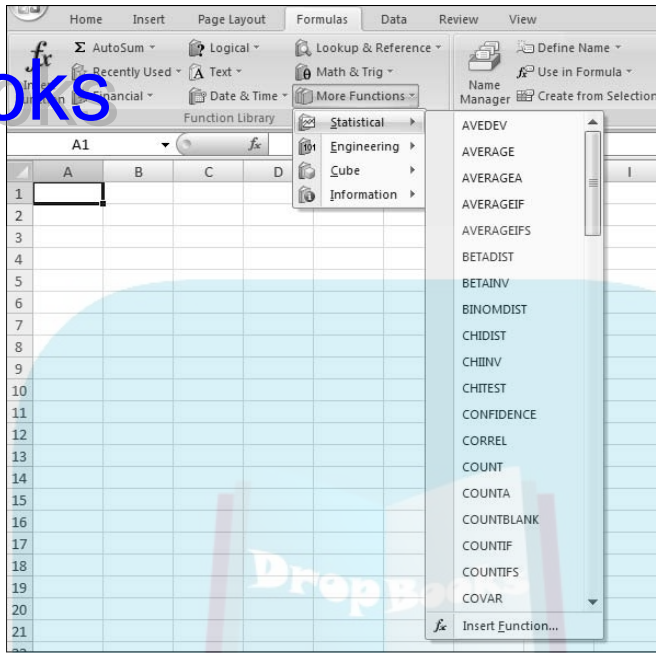 Home Insert Page Layout Formulas Data Review View
fx Σ AutoSum Logical Lookup & Reference Define Name
Recently Used Text Math & Trig Name Manager Use in Formula
Financial Date & Time More Functions Create from Selection
oks
Function Library
A1 fx
Statistical
Engineering
Cube
Information
AVEDEV
AVERAGE
AVERAGEA
AVERAGEIF
AVERAGEIFS
BETADIST
BETAINV
BINOMDIST
CHIDIST
CHIINV
CHITEST
CONFIDENCE
CORREL
COUNT
COUNTA
COUNTBLANK
COUNTIF
COUNTIFS
COVAR
fx Insert Function...
A B C D I
1
2
3
4
5
6
7
8
9
10
11
12
13
14
15
16
17
18
19
20
21
DropBooks